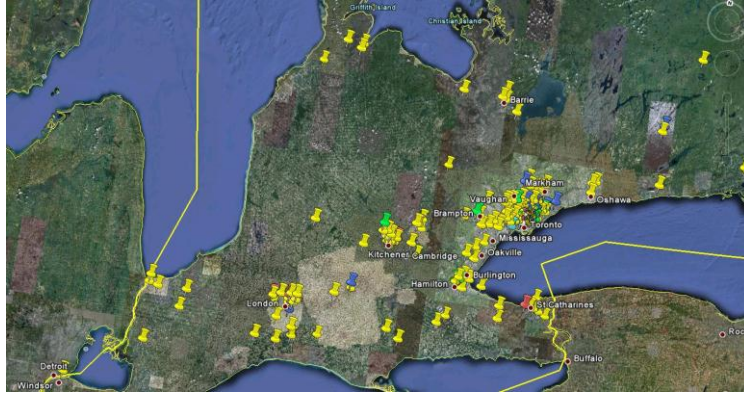 Griffith Island
Christian Island
Barrie
Markham
Vaughan
Oshawa
Brampton
Toronto
Mississauga
Kitchener
Cambridge
Oakville
Burlington
Hamilton
London
St Catharines
Detroit
Windsor
Buffalo
Roc